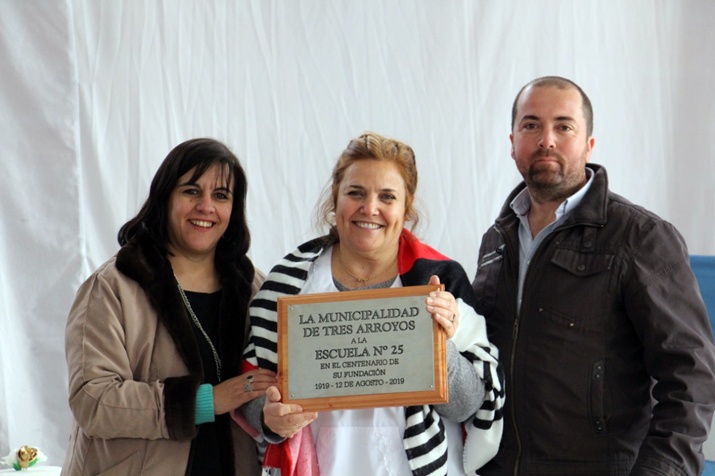 LA MUNICIPALIDAD
DE TRES ARROYOS
A LA
ESCUELA Nº 25
EN EL CENTENARIO DE
SU FUNDACIÓN
1919 - 12 DE AGOSTO - 2019